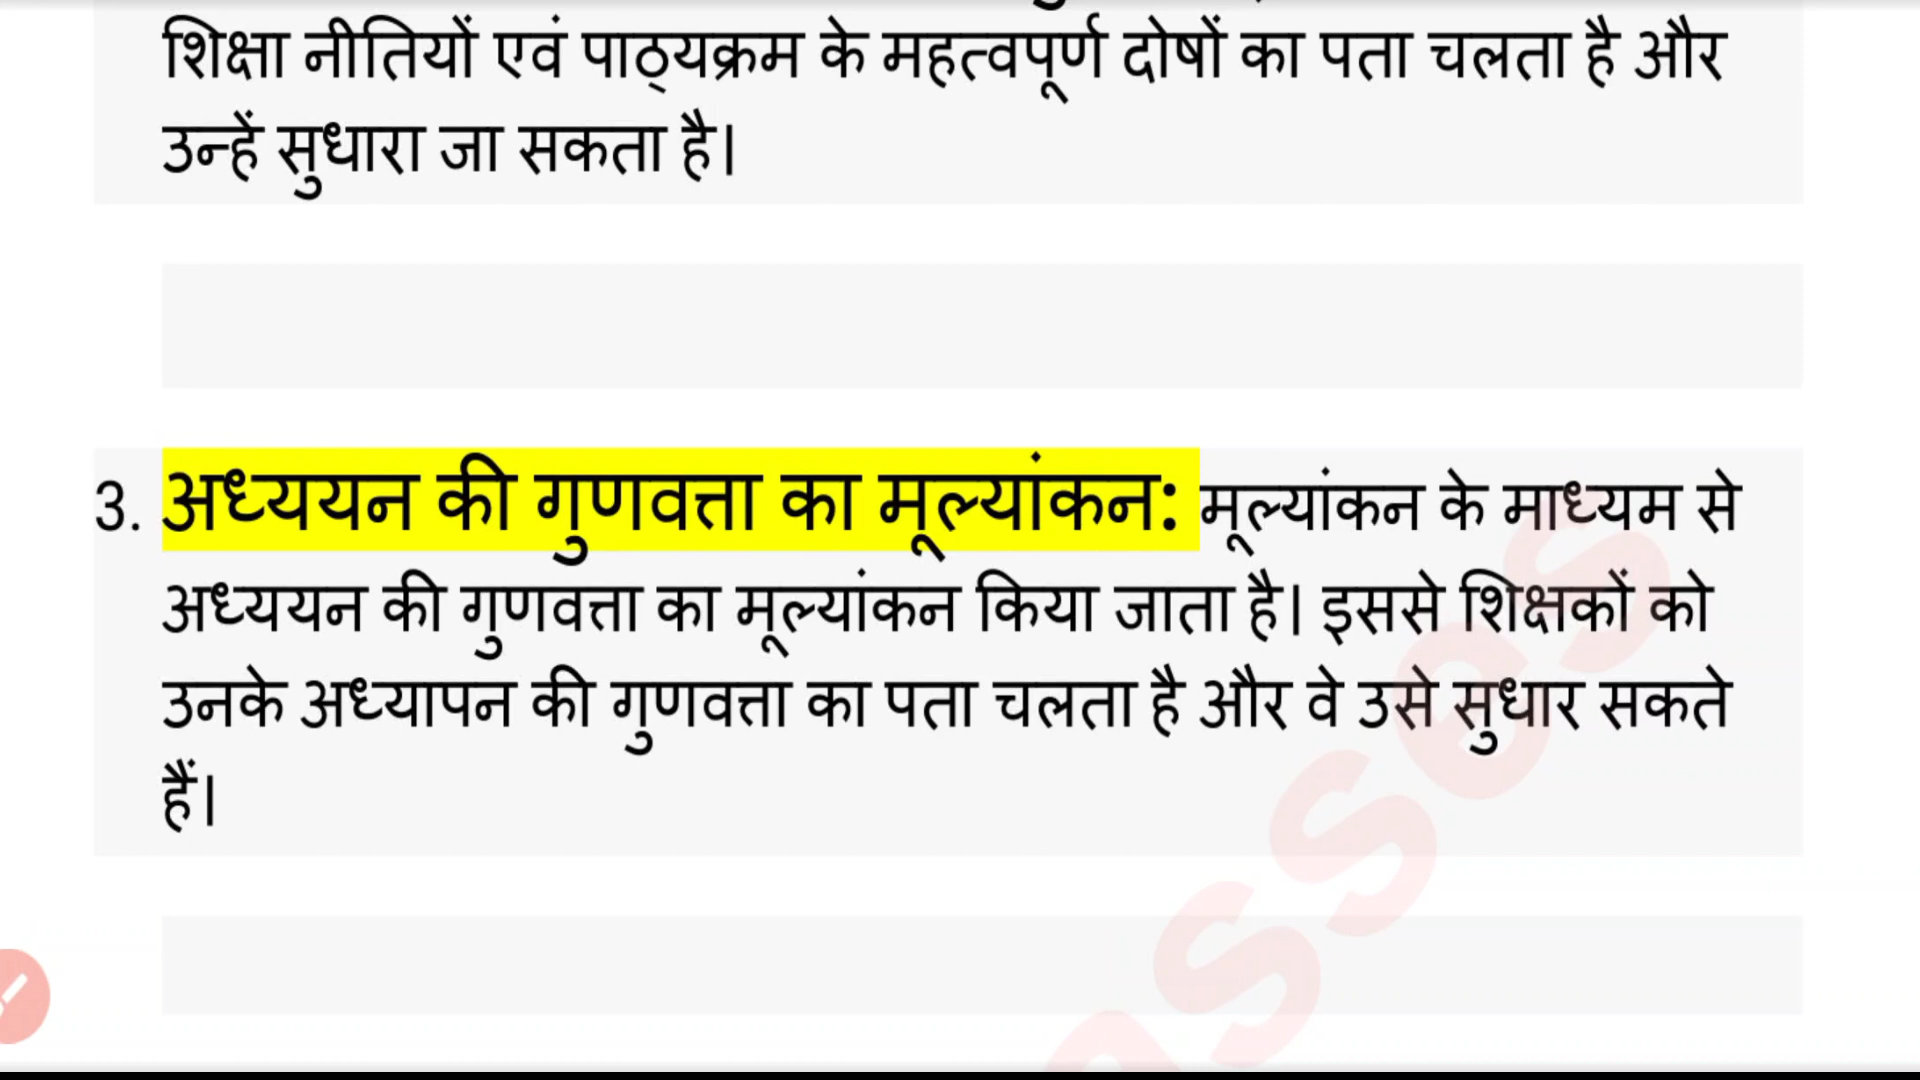 शिक्षा नीतियों एवं पाठ्यक्रम के महत्वपूर्ण दोषों का पता चलता है और
उन्हें सुधारा जा सकता है।
3. अध्ययन की गुणवत्ता का मूल्यांकन: मूल्यांकन के माध्यम से
अध्ययन की गुणवत्ता का मूल्यांकन किया जाता है। इससे शिक्षकों को
उनके अध्यापन की गुणवत्ता का पता चलता है और वे उसे सुधार सकते
हैं।